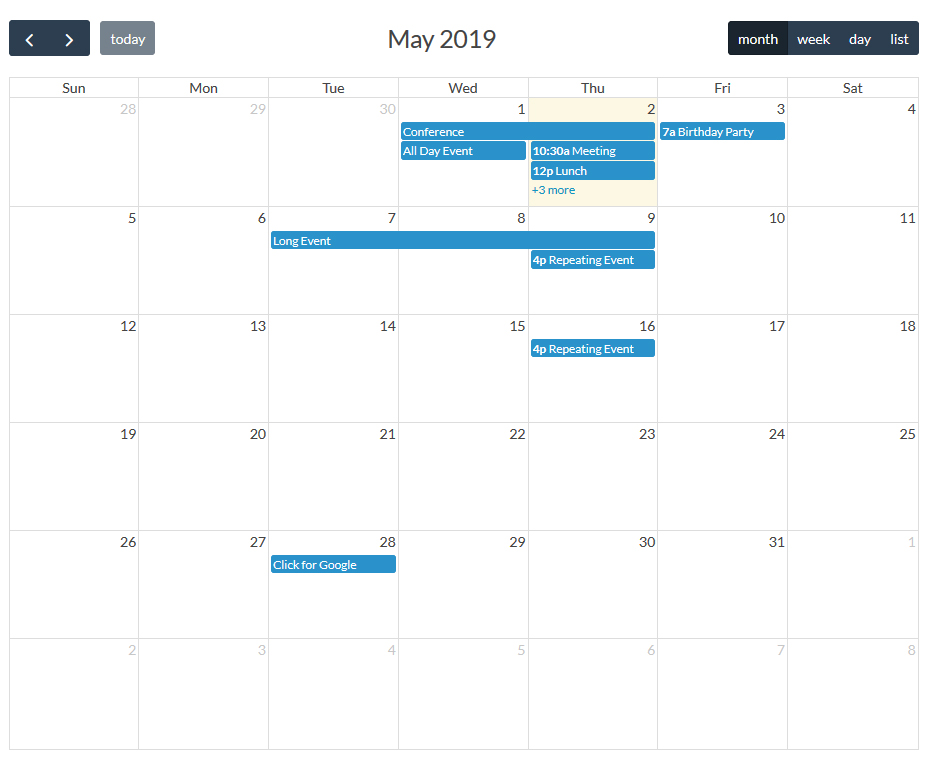 today
May 2019
month week day list
Sun Mon Tue Wed Thu Fri Sat
28 29 30 1 2 3 4
Conference
7a Birthday Party
All Day Event
10:30a Meeting
12p Lunch
+3 more
5 6 7 8 9 10 11
Long Event
4p Repeating Event
12 13 14 15 16 17 18
4p Repeating Event
19 20 21 22 23 24 25
26 27 28 29 30 31 1
Click for Google
2 3 4 5 6 7 8